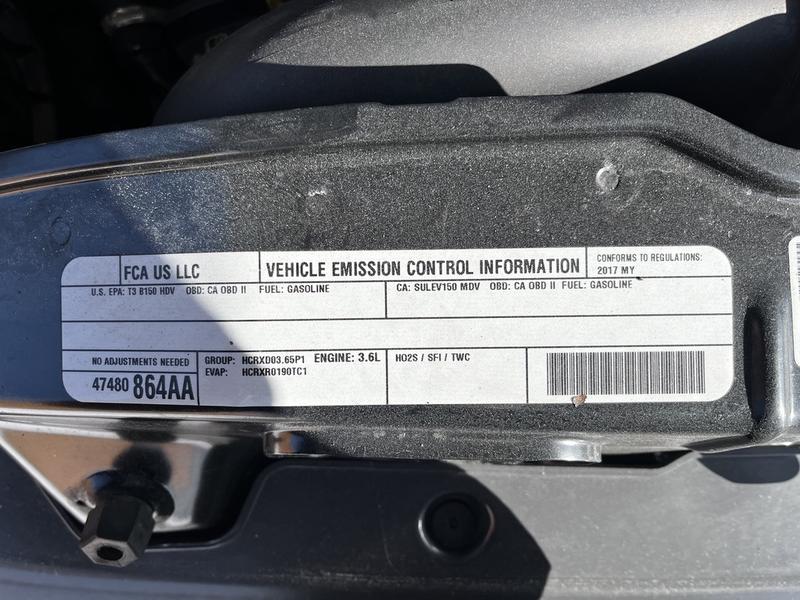 FCA US LLC
VEHICLE EMISSION CONTROL INFORMATION
CONFORMS TO REGULATIONS:
2017 MY
U.S. EPA: T3 B150 HDV OBD: CA OBD II FUEL: GASOLINE
CA: SULEV150 MDV OBD: CA OBD II FUEL: GASOLINE
NO ADJUSTMENTS NEEDED
47480 864AA
GROUP: HCRXD03.65P1 ENGINE: 3.6L
EVAP: HCRXR0190TC1
HO2S / SFI / TWC